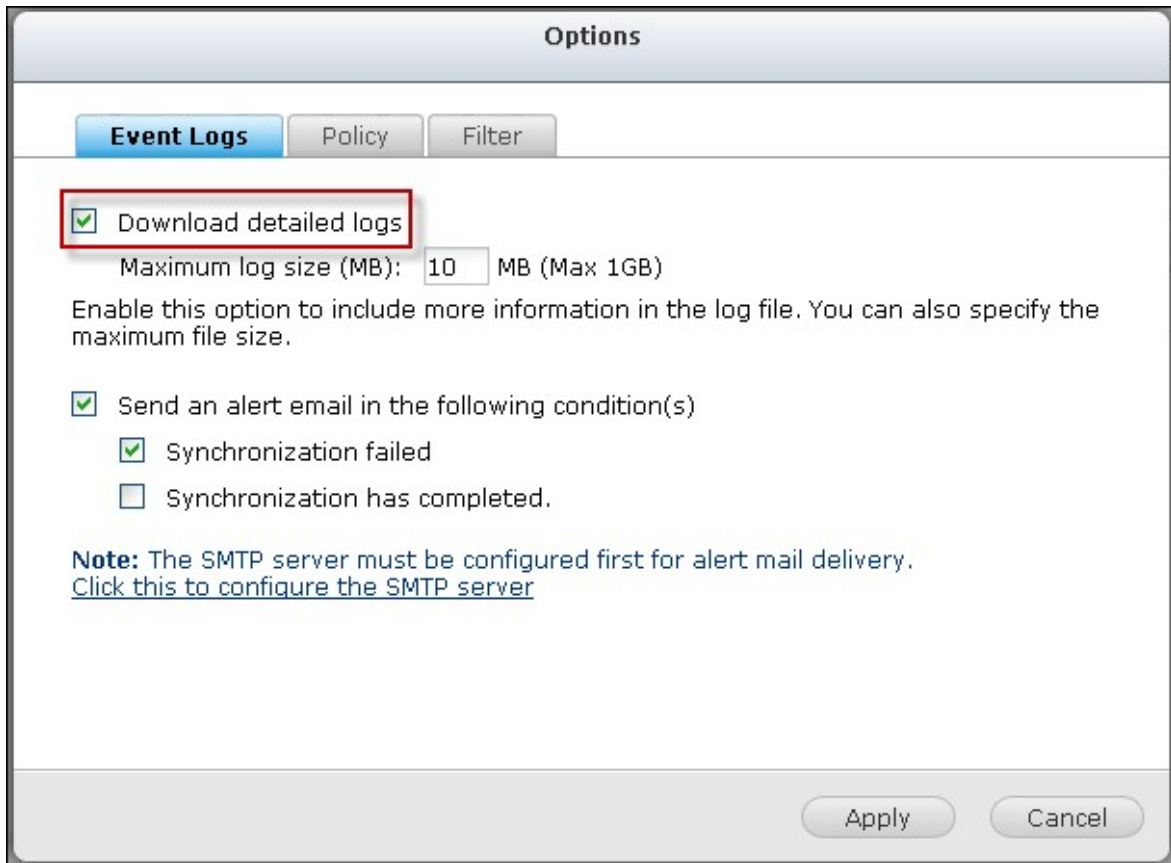 Options
Event Logs Policy Filter
Download detailed logs
Maximum log size (MB): 10 MB (Max 1GB)
Enable this option to include more information in the log file. You can also specify the
maximum file size.
Send an alert email in the following condition(s)
Synchronization failed
Synchronization has completed.
Note: The SMTP server must be configured first for alert mail delivery.
Click this to configure the SMTP server
Apply Cancel